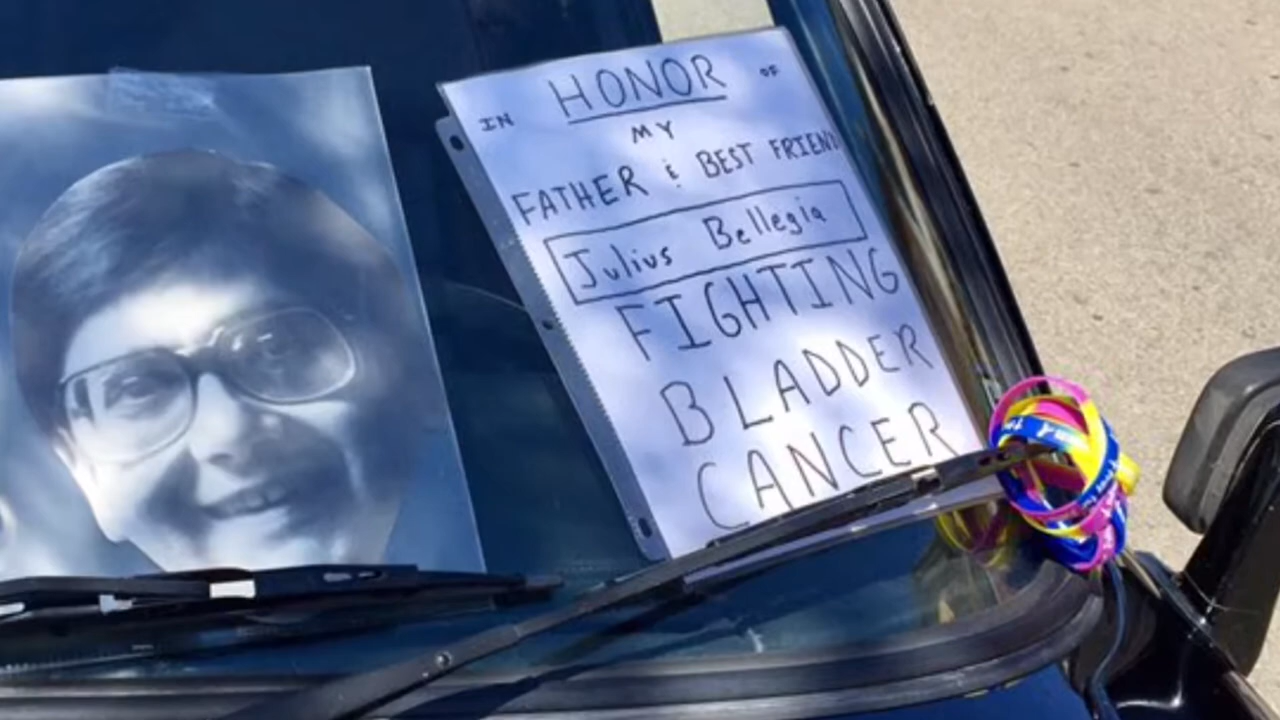 IN HONOR OF
MY
FATHER & BEST FRIEND
Julius Bellegia
FIGHTING
BLADDER
CANCER